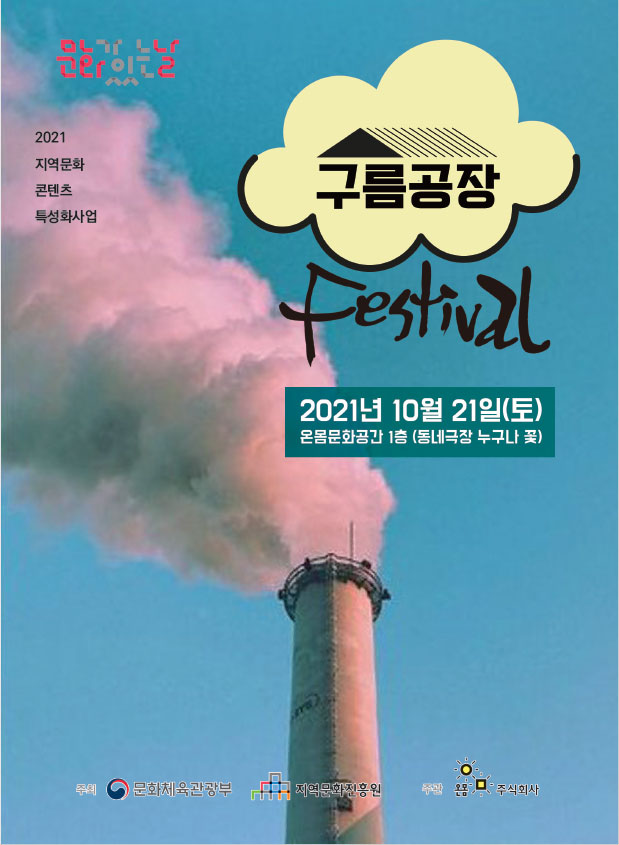 문화가 있는 날
2021
지역문화
콘텐츠
특성화사업
구름공장
Festival
2021년 10월 21일(토)
온몸문화공간 1층 (동네극장 누구나 꽃)
주최 문화체육관광부 지역문화진흥원 주관 온몸 주식회사